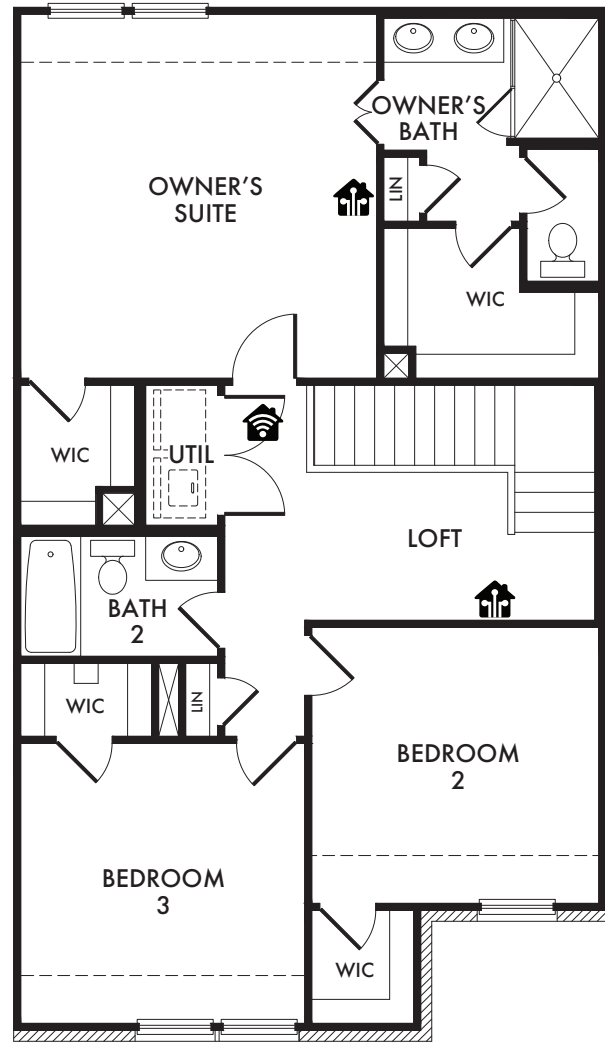 OWNER'S
BATH
OWNER'S
SUITE
LIN
WIC
WIC
UTIL
LOFT
BATH
2
WIC
LIN
BEDROOM
2
BEDROOM
3
WIC